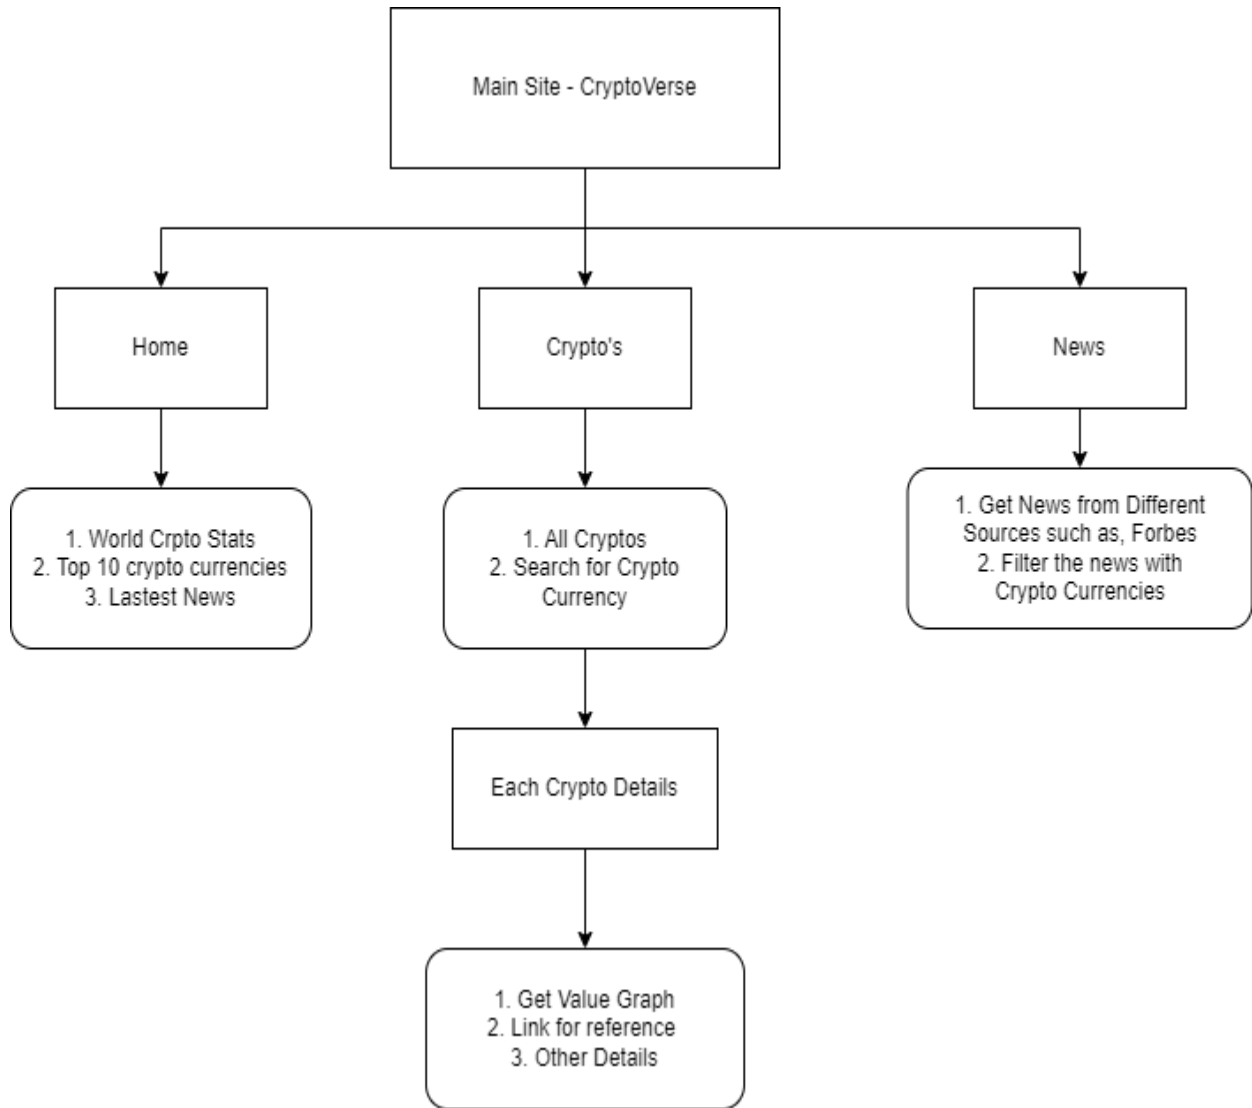 Main Site - CryptoVerse
Home
Crypto's
News
1. World Crpto Stats
2. Top 10 crypto currencies
3. Lastest News
1. All Cryptos
2. Search for Crypto
Currency
1. Get News from Different
Sources such as, Forbes
2. Filter the news with
Crypto Currencies
Each Crypto Details
1. Get Value Graph
2. Link for reference
3. Other Details